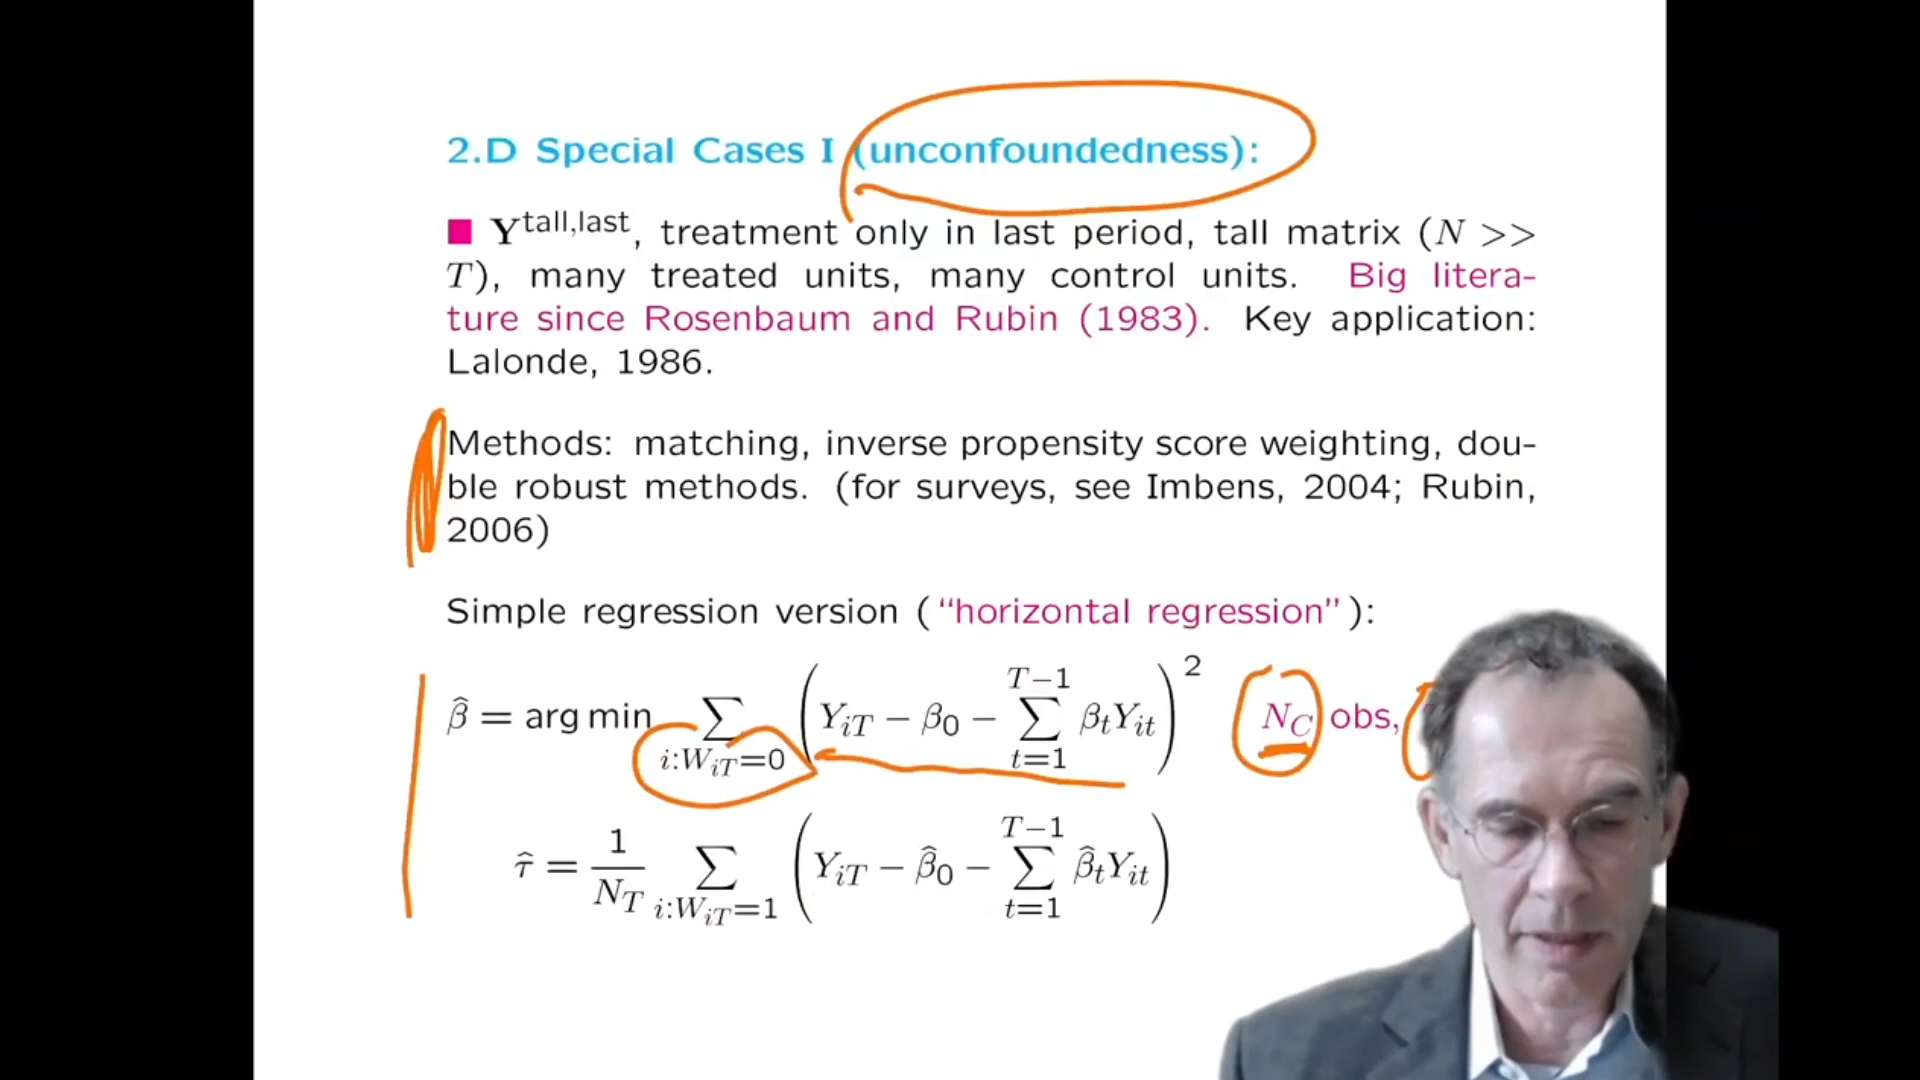 2.D Special Cases I (unconfoundedness):
■ Y^{tall,last}, treatment only in last period, tall matrix (N >>
T), many treated units, many control units. Big litera-
ture since Rosenbaum and Rubin (1983). Key application:
Lalonde, 1986.
Methods: matching, inverse propensity score weighting, dou-
ble robust methods. (for surveys, see Imbens, 2004; Rubin,
2006)
Simple regression version ("horizontal regression"):
β̂ = arg min ∑_{i:W_{iT}=0} (Y_{iT} − β_0 − ∑_{t=1}^{T−1} β_t Y_{it})^2 N_C obs,
τ̂ = 1/N_T ∑_{i:W_{iT}=1} (Y_{iT} − β̂_0 − ∑_{t=1}^{T−1} β̂_t Y_{it})